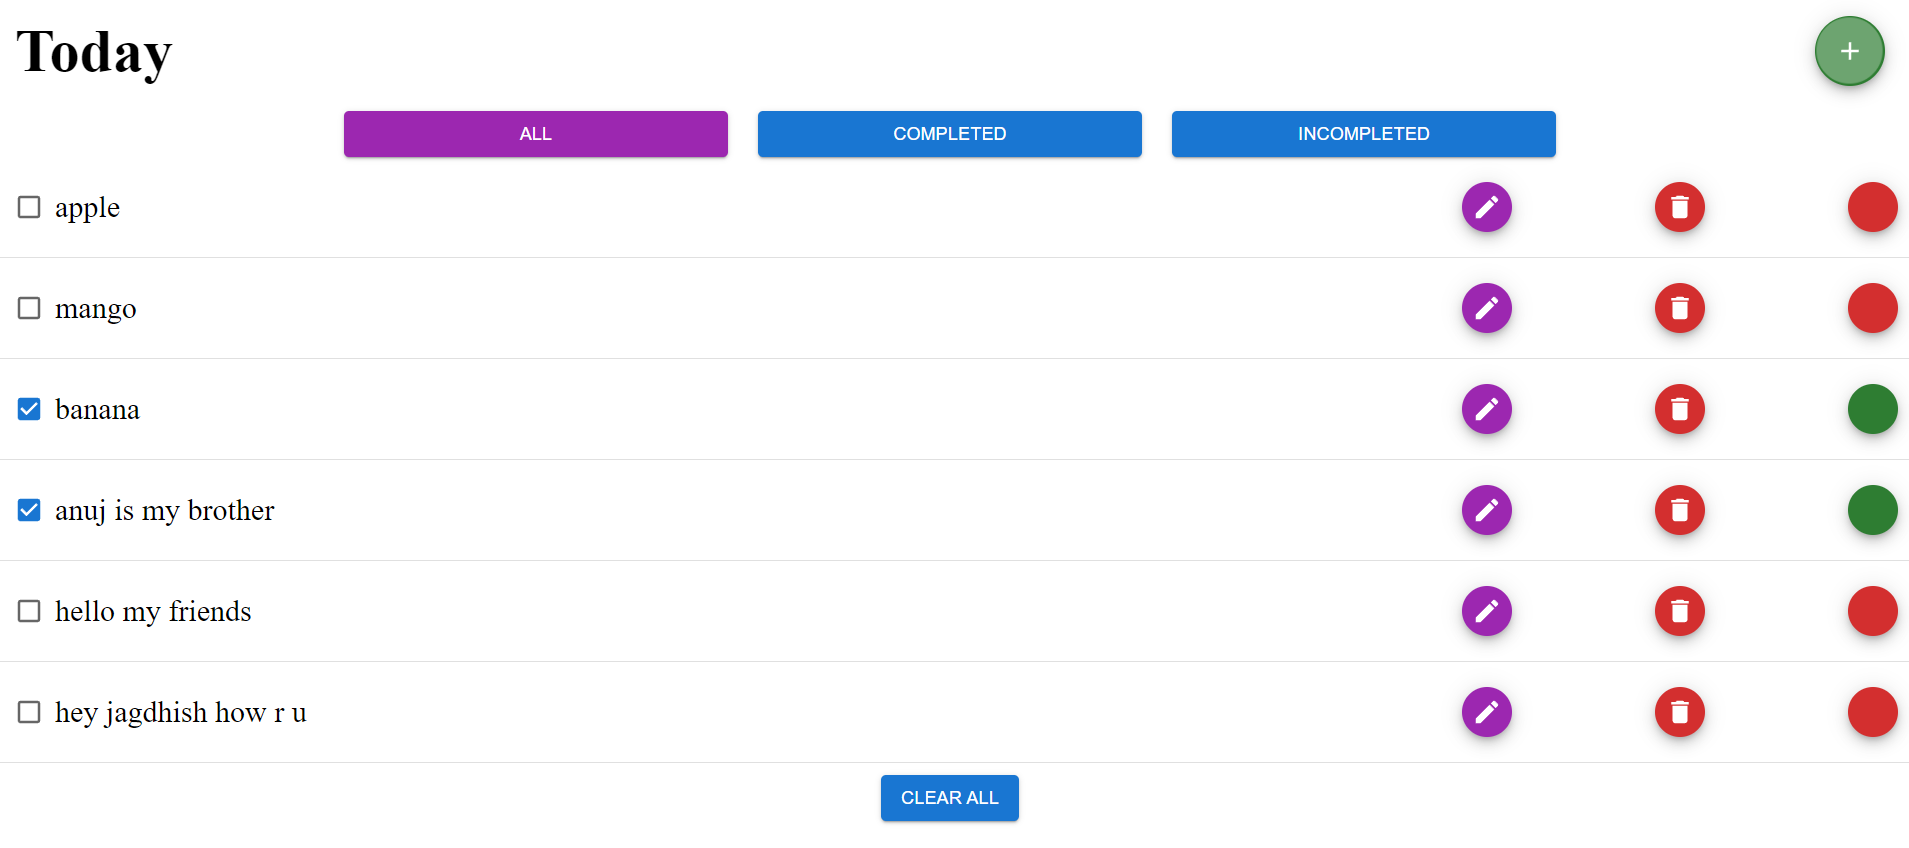 Today
+
ALL COMPLETED INCOMPLETED
apple
mango
banana
anuj is my brother
hello my friends
hey jagdhish how r u
CLEAR ALL